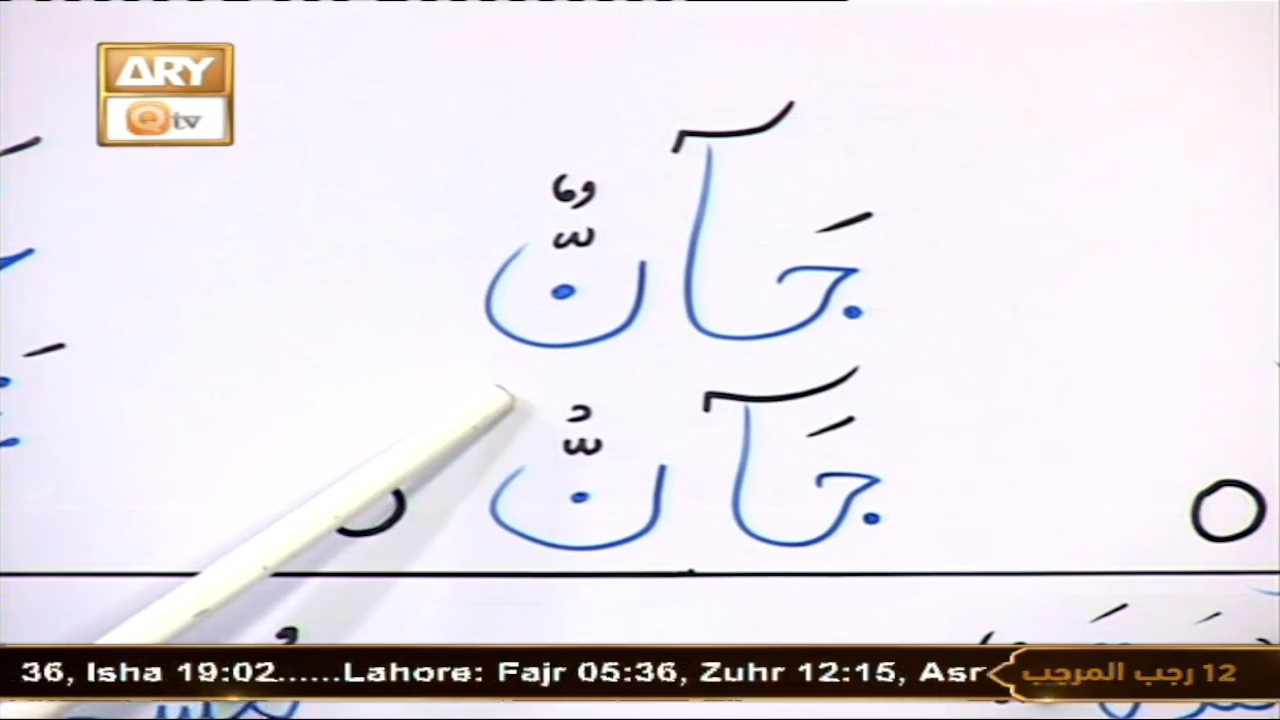 ARY
Qtv
جَآنٌّ
جَآنُّ
36, Isha 19:02......Lahore: Fajr 05:36, Zuhr 12:15, Asr
12 رجب المرجب